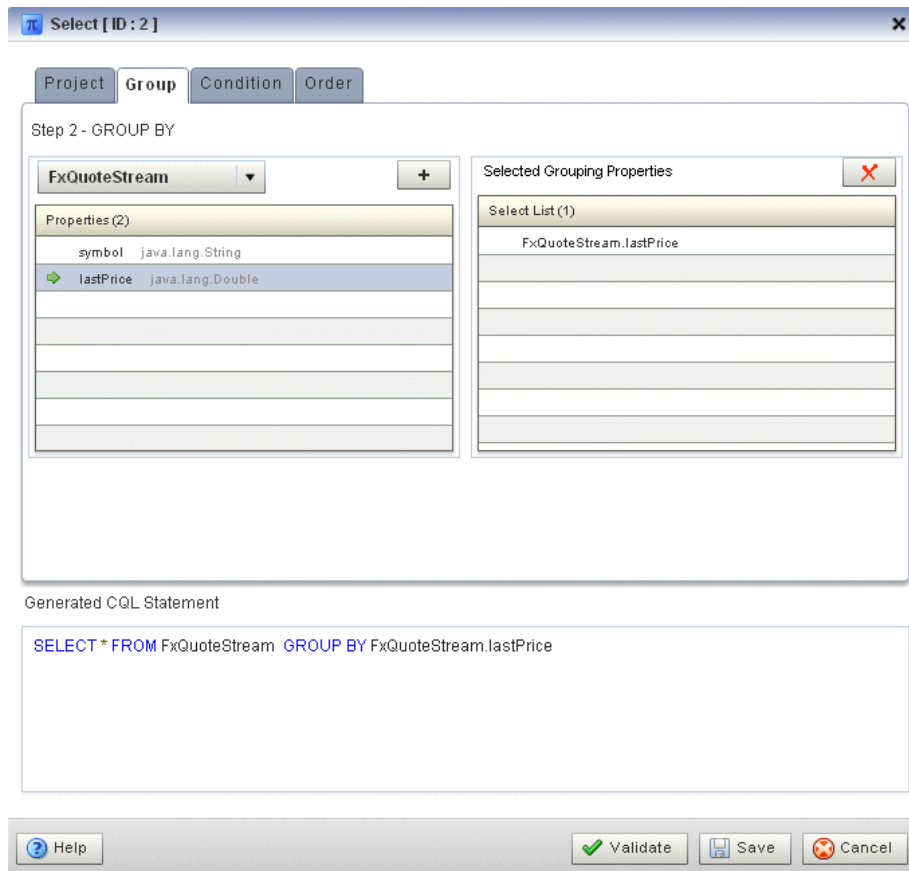 π Select [ ID : 2 ]
Project Group Condition Order
Step 2 - GROUP BY
FxQuoteStream +
Selected Grouping Properties
Properties (2)
Select List (1)
symbol java.lang.String
FxQuoteStream.lastPrice
lastPrice java.lang.Double
Generated CQL Statement
SELECT * FROM FxQuoteStream GROUP BY FxQuoteStream.lastPrice
? Help Validate Save Cancel